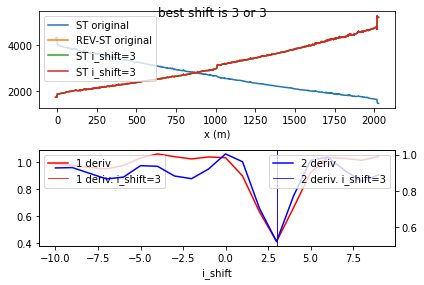 best shift is 3 or 3
ST original
REV-ST original
ST i_shift=3
ST i_shift=3
4000
2000
0
250
500
750
1000
1250
1500
1750
2000
x (m)
1 deriv
1 deriv. i_shift=3
2 deriv
2 deriv. i_shift=3
1.0
0.8
0.6
0.4
1.0
0.8
0.6
−10.0
−7.5
−5.0
−2.5
0.0
2.5
5.0
7.5
i_shift